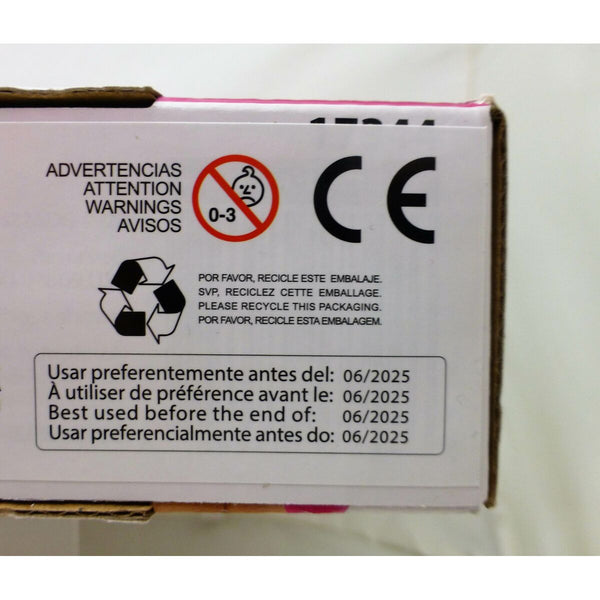 ADVERTENCIAS
ATTENTION
WARNINGS
AVISOS
0-3
CE
POR FAVOR, RECICLE ESTE EMBALAJE.
SVP, RECICLEZ CETTE EMBALLAGE.
PLEASE RECYCLE THIS PACKAGING.
POR FAVOR, RECICLE ESTA EMBALAGEM.
Usar preferentemente antes del: 06/2025
À utiliser de préférence avant le: 06/2025
Best used before the end of: 06/2025
Usar preferencialmente antes do: 06/2025